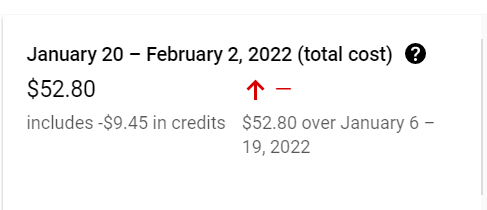 January 20 – February 2, 2022 (total cost) ?
$52.80
↑ –
includes -$9.45 in credits
$52.80 over January 6 –
19, 2022